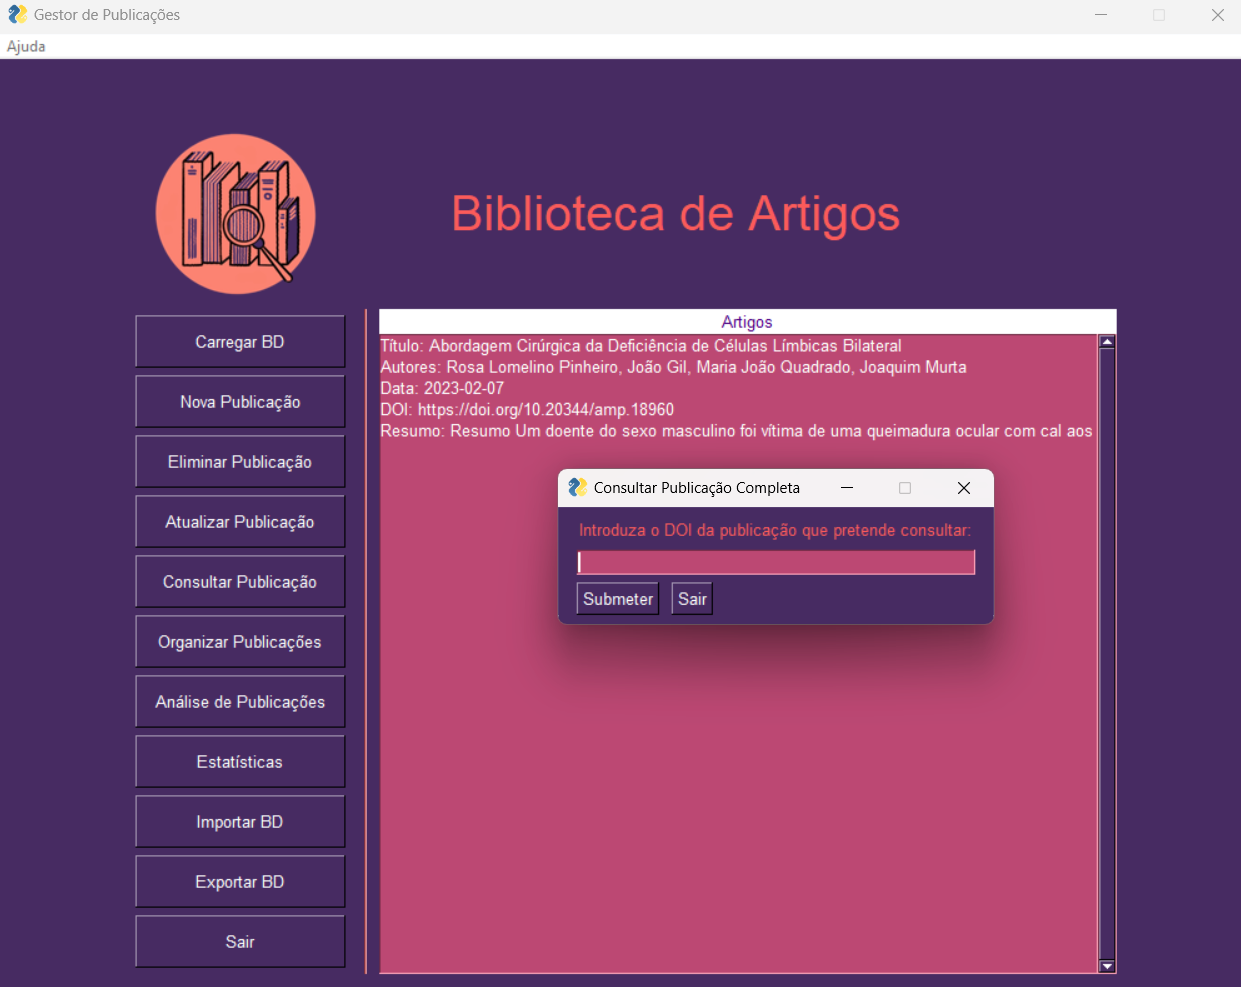 Gestor de Publicações
Ajuda
Biblioteca de Artigos
Carregar BD
Nova Publicação
Eliminar Publicação
Atualizar Publicação
Consultar Publicação
Organizar Publicações
Análise de Publicações
Estatísticas
Importar BD
Exportar BD
Sair
Artigos
Título: Abordagem Cirúrgica da Deficiência de Células Límbicas Bilateral
Autores: Rosa Lomelino Pinheiro, João Gil, Maria João Quadrado, Joaquim Murta
Data: 2023-02-07
DOI: https://doi.org/10.20344/amp.18960
Resumo: Resumo Um doente do sexo masculino foi vítima de uma queimadura ocular com cal aos
Consultar Publicação Completa
Introduza o DOI da publicação que pretende consultar:
Submeter Sair